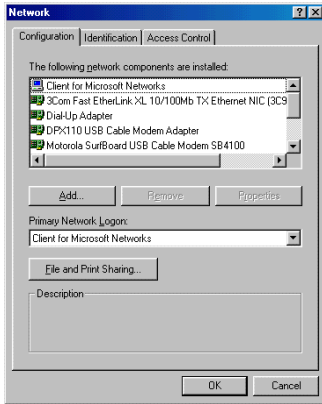 Network
Configuration Identification Access Control
The following network components are installed:
Client for Microsoft Networks
3Com Fast EtherLink XL 10/100Mb TX Ethernet NIC (3C9
Dial-Up Adapter
DPX110 USB Cable Modem Adapter
Motorola SurfBoard USB Cable Modem SB4100
Add... Remove Properties
Primary Network Logon:
Client for Microsoft Networks
File and Print Sharing...
Description
OK Cancel